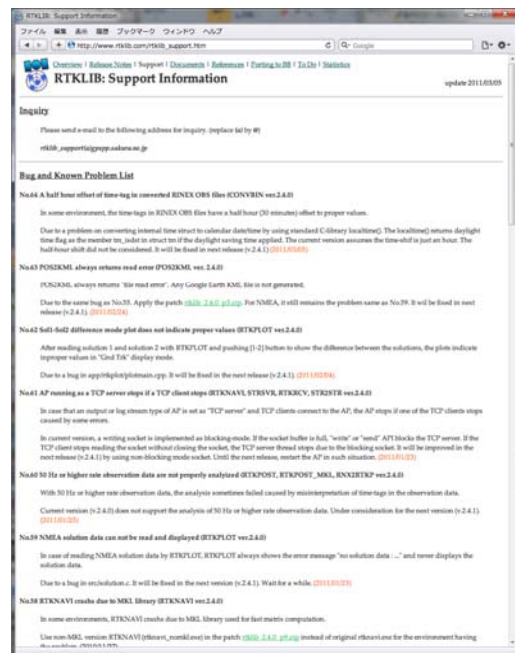 RTKLIB: Support Information
ファイル 編集 表示 履歴 ブックマーク ウィンドウ ヘルプ
http://www.rtklib.com/rtklib_support.htm
Google
Overview | Release Notes | Support | Documents | References | Porting to BB | To Do | Statistics
RTKLIB: Support Information
update 2011/03/05
Inquiry
Please send e-mail to the following address for inquiry. (replace (a) by @)
Bug and Known Problem List
No.64 A half hour offset of time-tag in converted RINEX OBS files (CONVBIN ver.2.4.0)
In some environment, the time-tags in RINEX OBS files have a half hour (30 minutes) offset to proper values.
Due to a problem on converting internal time struct to calendar date/time by using standard C-library localtime(). The localtime() returns daylight
time flag as the member tm_isdst in struct tm if the daylight saving time applied. The current version assumes the time-shift is just an hour. The
half-hour shift did not be considered. It will be fixed in next release (v.2.4.1) (2011/03/05)
No.63 POS2KML always returns read error (POS2KML ver. 2.4.0)
POS2KML always returns "file read error". Any Google Earth KML file is not generated.
Due to the same bug as No.55. Apply the patch rtklib_2.4.0_p3.zip. For NMEA, it still remains the problem same as No.59. It wil be fixed in next
release (v.2.4.1). (2011/02/24)
No.62 Sol1-Sol2 difference mode plot does not indicate proper values (RTKPLOT ver.2.4.0)
After reading solution 1 and solution 2 with RTKPLOT and pushing [1-2] button to show the difference between the solutions, the plots indicate
inproper values in "Gnd Trk" display mode.
Due to a bug in app/rtkplot/plotmain.cpp. It will be fixed in the next release (v.2.4.1). (2011/02/04)
No.61 AP running as a TCP server stops if a TCP client stops (RTKNAVI, STRSVR, RTKRCV, STR2STR ver.2.4.0)
In case that an output or log stream type of AP is set as "TCP server" and TCP clients connect to the AP, the AP stops if one of the TCP clients stops
caused by some errors.
In current version, a writing socket is implemented as blocking-mode. If the socket buffer is full, "write" or "send" API blocks the TCP server. If the
TCP client stops reading the socket without closing the socket, the TCP server thread stops due to the blocking socket. It will be improved in the
next release (v.2.4.1) by using non-blocking mode socket. Until the next release, restart the AP in such situation. (2011/01/23)
No.60 50 Hz or higher rate observation data are not properly analyized (RTKPOST, RTKPOST_MKL, RNX2RTKP ver.2.4.0)
With 50 Hz or higher rate observation data, the analysis sometimes failed caused by misinterpretation of time-tags in the observation data.
Current version (v.2.4.0) does not support the analysis of 50 Hz or higher rate observation data. Under consideration for the next version (v.2.4.1).
(2011/01/23)
No.59 NMEA solution data can not be read and displayed (RTKPLOT ver.2.4.0)
In case of reading NMEA solution data by RTKPLOT, RTKPLOT always shows the error message "no solution data : ..." and never displays the
solution data.
Due to a bug in src/solution.c. It will be fixed in the next version (v.2.4.1). Wait for a while. (2011/01/23)
No.58 RTKNAVI crashs due to MKL library (RTKNAVI ver.2.4.0)
In some environments, RTKNAVI crashs due to MKL library used for fast matrix computation.
Use non-MKL version RTKNAVI (rtknavi_nomkl.exe) in the patch rtklib_2.4.0_p9.zip instead of original rtknavi.exe for the environment having